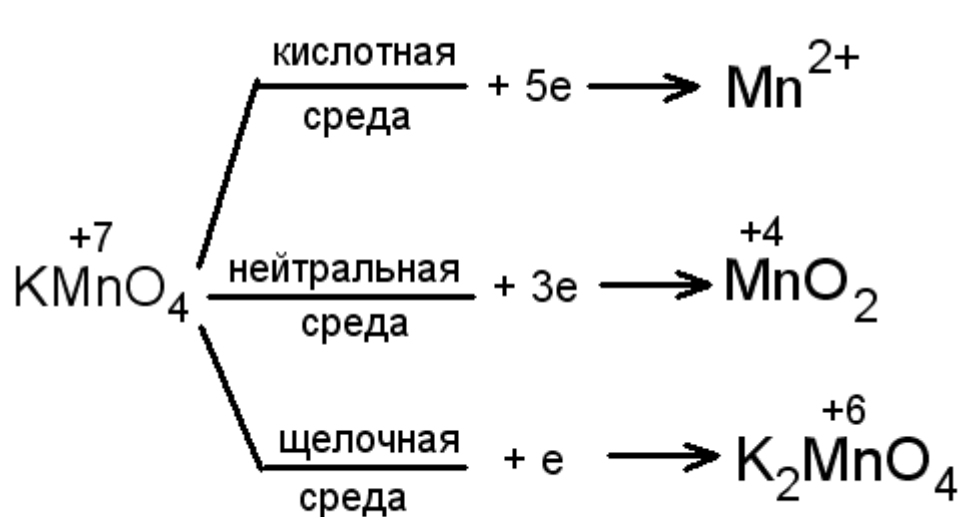 кислотная
среда
+ 5e
Mn2+
+7
KMnO4
нейтральная
среда
+ 3e
+4
MnO2
щелочная
среда
+ e
+6
K2MnO4